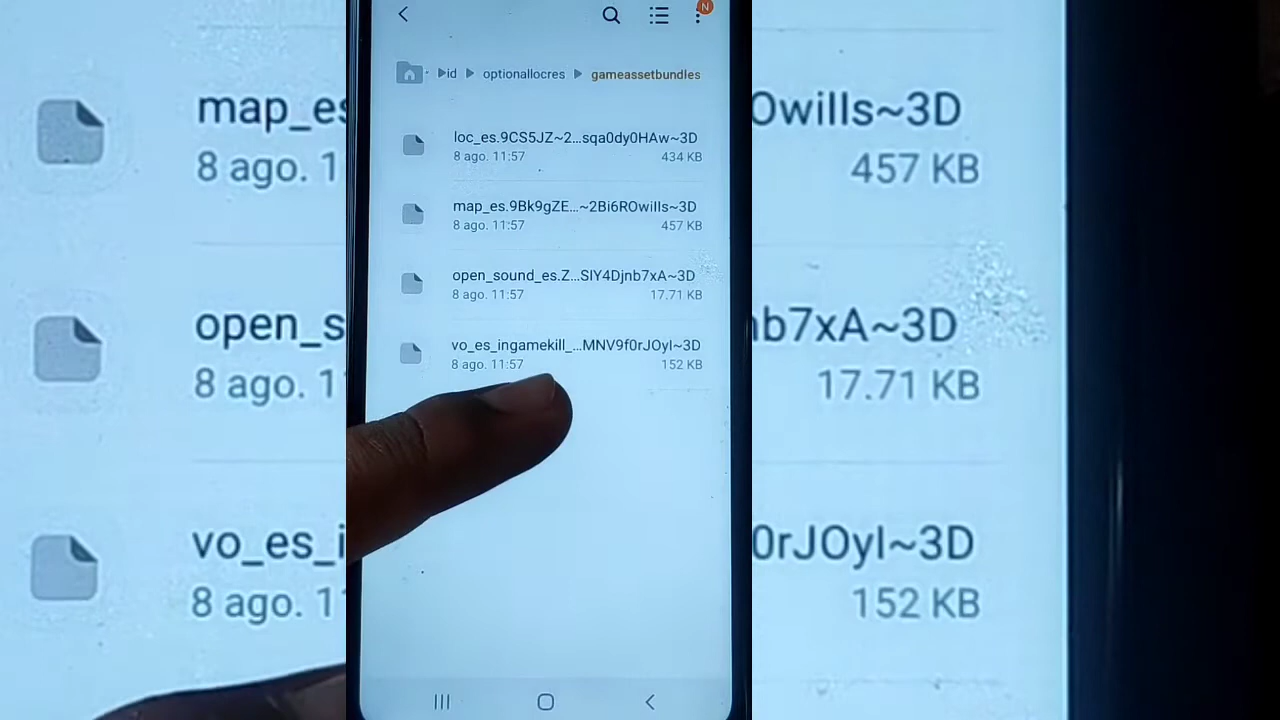 N
id optionallocres gameassetbundles
loc_es.9CS5JZ~2...sqa0dy0HAw~3D
8 ago. 11:57 434 KB
map_es.9Bk9gZE...~2Bi6ROwills~3D
8 ago. 11:57 457 KB
open_sound_es.Z...SIY4Djnb7xA~3D
8 ago. 11:57 17.71 KB
vo_es_ingamekill_...MNV9f0rJOyl~3D
8 ago. 11:57 152 KB
map_es
8 ago. 1
open_s
8 ago. 1
vo_es_i
8 ago. 1
Owills~3D
457 KB
nb7xA~3D
17.71 KB
0rJOyl~3D
152 KB